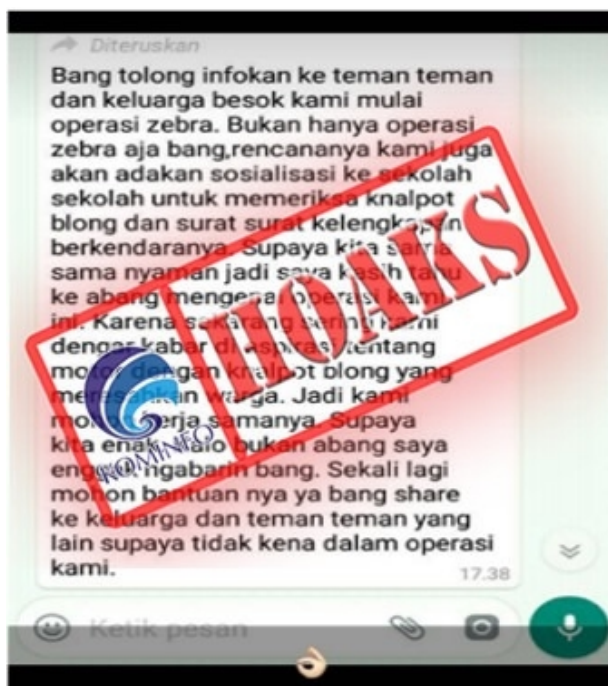 Diteruskan
Bang tolong infokan ke teman teman
dan keluarga besok kami mulai
operasi zebra. Bukan hanya operasi
zebra aja bang,rencananya kami juga
akan adakan sosialisasi ke sekolah
sekolah untuk memeriksa knalpot
blong dan surat surat kelengkapan
berkendaranya. Supaya kita sama
sama nyaman jadi saya kasih tahu
ke abang mengenai operasi kami
ini. Karena sekarang sering kami
dengar kabar di Aspirasi tentang
motor dengan knalpot blong yang
meresahkan warga. Jadi kami
mohon kerja samanya. Supaya
kita enak. Kalo bukan abang saya
engga ngabarin bang. Sekali lagi
mohon bantuan nya ya bang share
ke keluarga dan teman teman yang
lain supaya tidak kena dalam operasi
kami.
17.38
KOMINFO
HOAKS
Ketik pesan